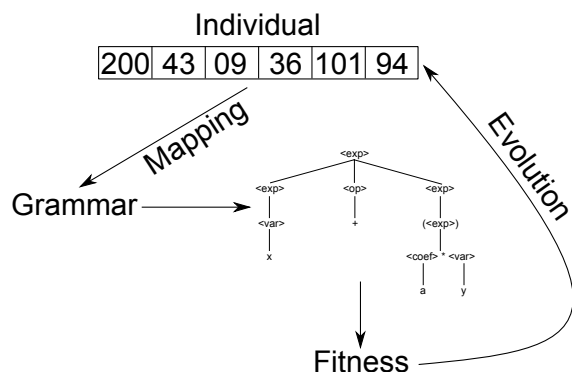 Individual
200 43 09 36 101 94
Mapping
Evolution
<exp>
Grammar
<exp> <op> <exp>
<var> + (<exp>)
x <coef> * <var>
a y
Fitness